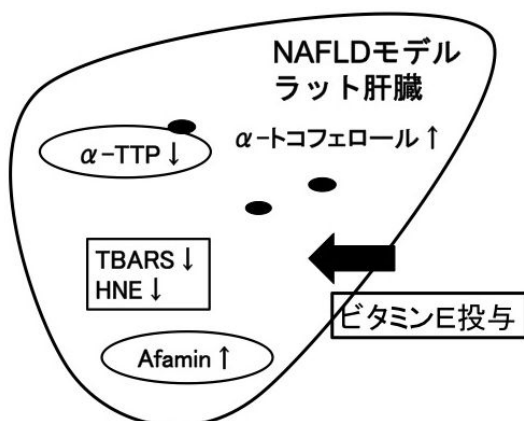 NAFLDモデル
ラット肝臓
α-TTP↓
α-トコフェロール↑
TBARS↓
HNE↓
ビタミンE投与
Afamin↑